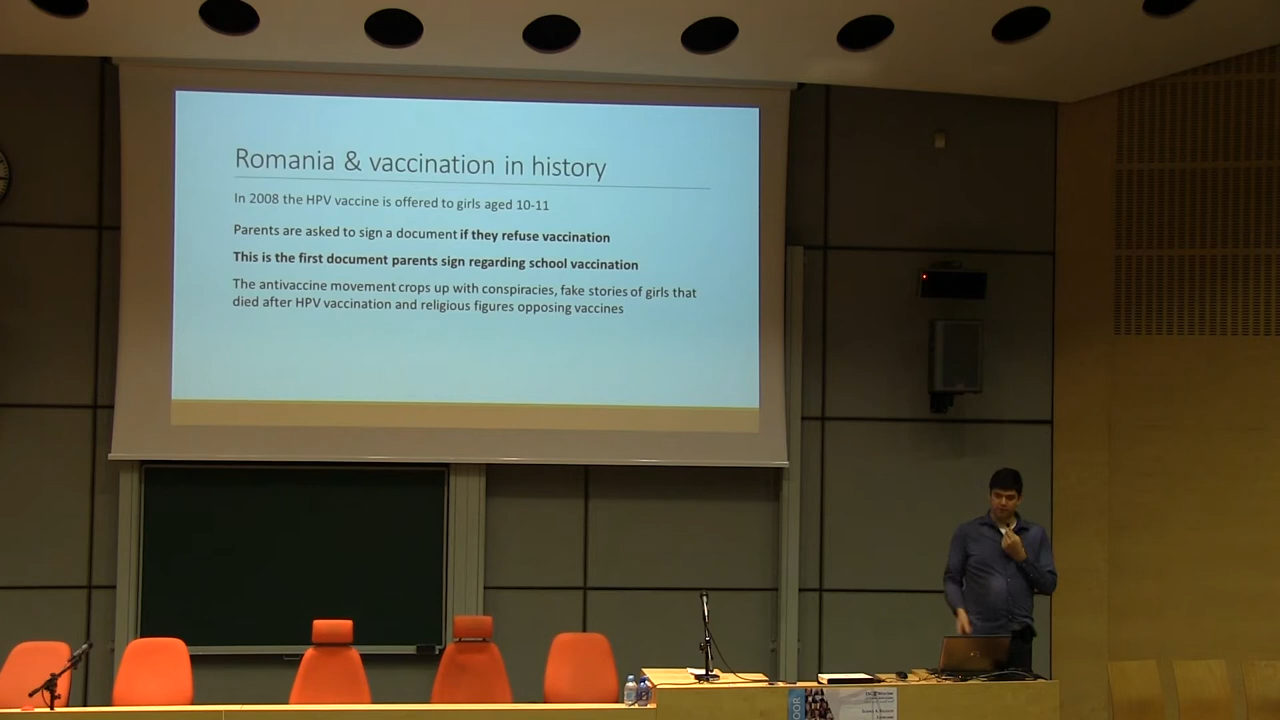 Romania & vaccination in history
In 2008 the HPV vaccine is offered to girls aged 10-11
Parents are asked to sign a document if they refuse vaccination
This is the first document parents sign regarding school vaccination
The antivaccine movement crops up with conspiracies, fake stories of girls that
died after HPV vaccination and religious figures opposing vaccines